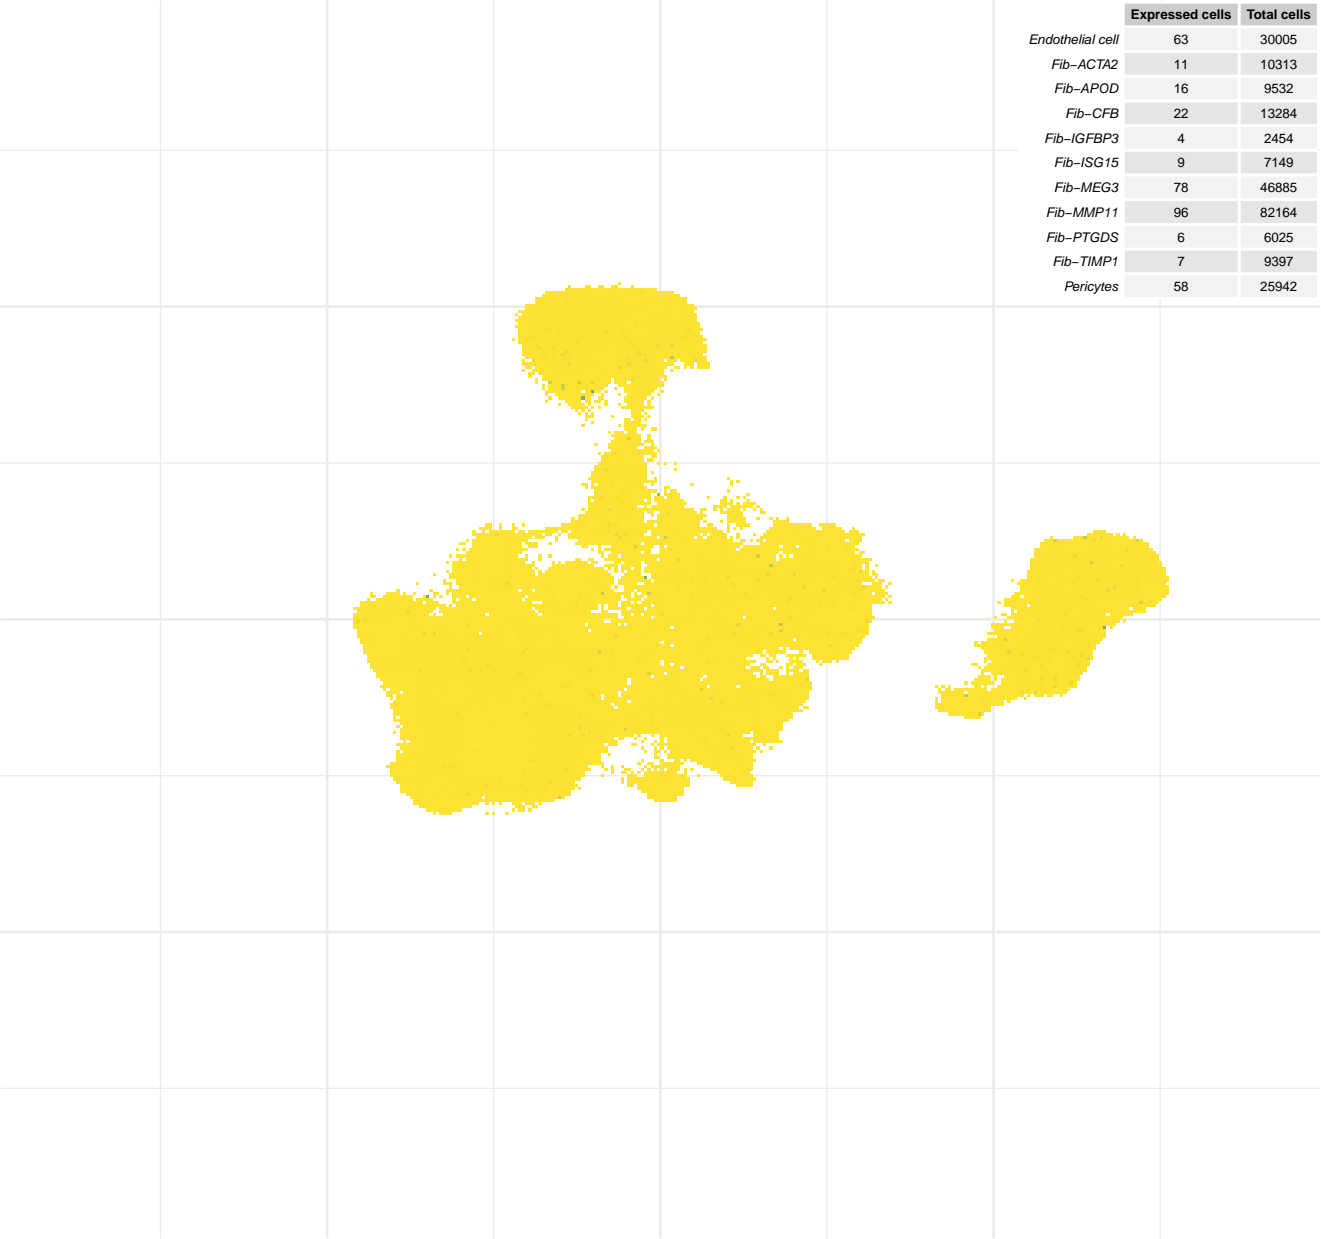 Expressed cells Total cells
Endothelial cell 63 30005
Fib−ACTA2 11 10313
Fib−APOD 16 9532
Fib−CFB 22 13284
Fib−IGFBP3 4 2454
Fib−ISG15 9 7149
Fib−MEG3 78 46885
Fib−MMP11 96 82164
Fib−PTGDS 6 6025
Fib−TIMP1 7 9397
Pericytes 58 25942